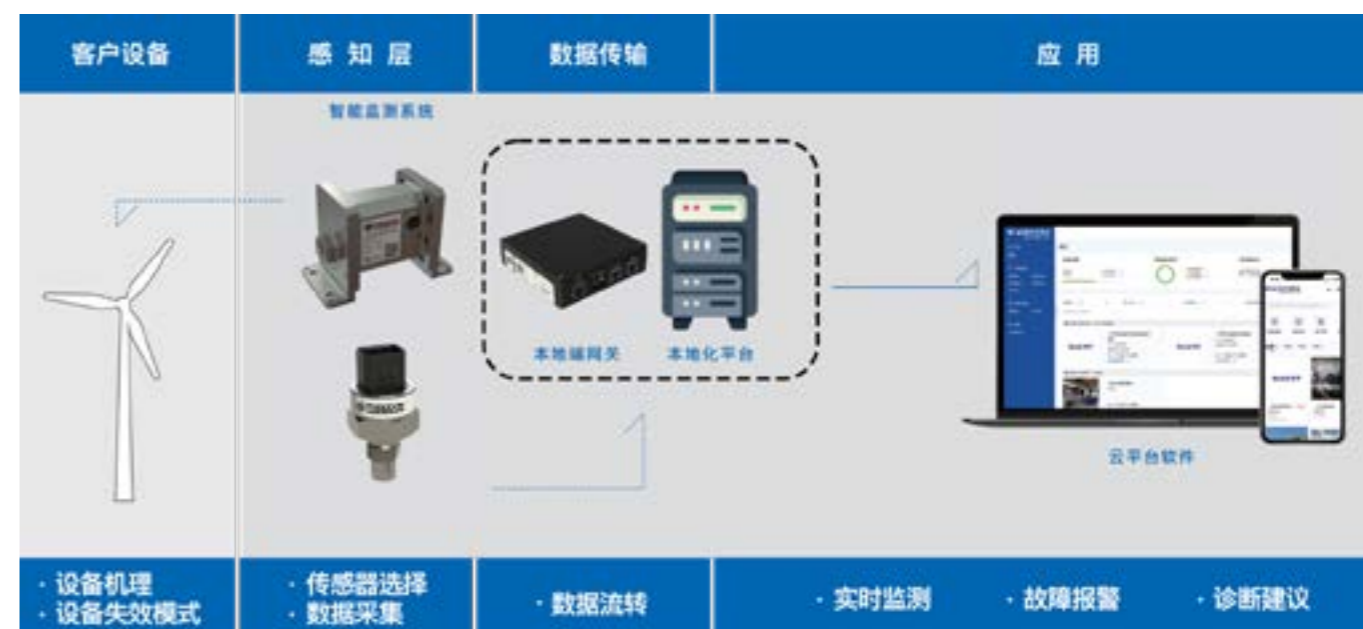 客户设备
感知层
数据传输
应用
智能监测系统
本地端网关
本地化平台
云平台软件
· 设备机理
· 设备失效模式
· 传感器选择
· 数据采集
· 数据流转
· 实时监测
· 故障报警
· 诊断建议